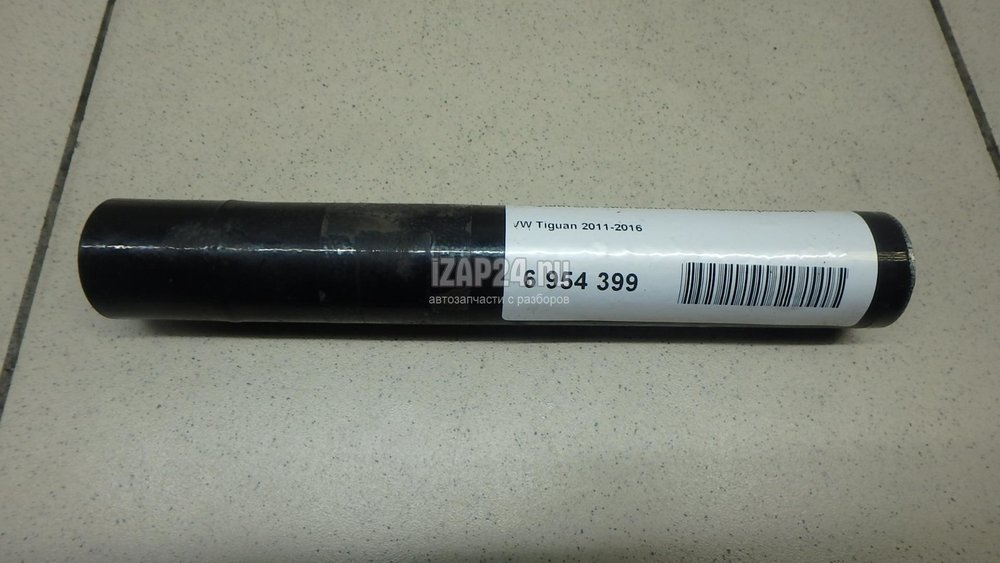 VW Tiguan 2011-2016
6 954 399
iZAP24.ru
автозапчасти с разборов